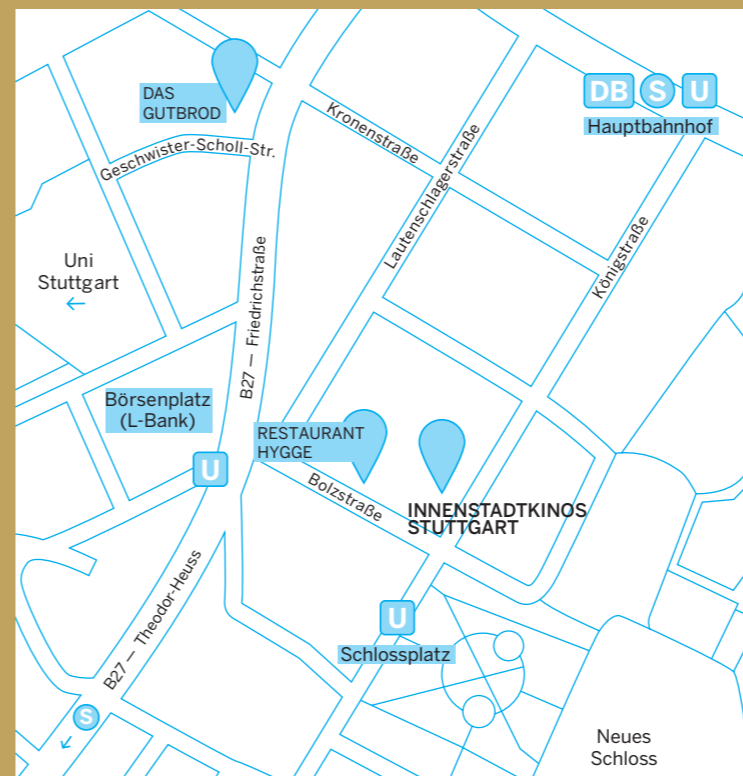 DAS
GUTBROD
DB S U
Hauptbahnhof
Kronenstraße
Geschwister-Scholl-Str.
Lautenschlagerstraße
Königstraße
Uni
Stuttgart
←
B27 — Friedrichstraße
Börsenplatz
(L-Bank)
U
RESTAURANT
HYGGE
Bolzstraße
INNENSTADTKINOS
STUTTGART
B27 — Theodor-Heuss
U
Schlossplatz
S
Neues
Schloss